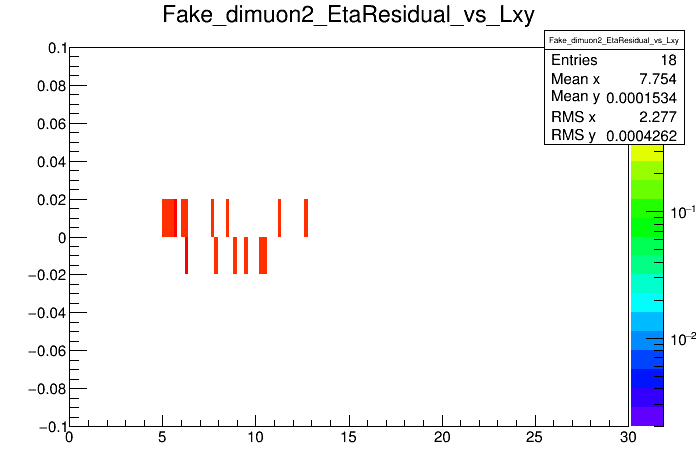 Fake_dimuon2_EtaResidual_vs_Lxy
Fake_dimuon2_EtaResidual_vs_Lxy
Entries 18
Mean x 7.754
Mean y 0.0001534
RMS x 2.277
RMS y 0.0004262
0.1
0.08
0.06
0.04
0.02
0
−0.02
−0.04
−0.06
−0.08
−0.1
0 5 10 15 20 25 30
10⁻¹
10⁻²